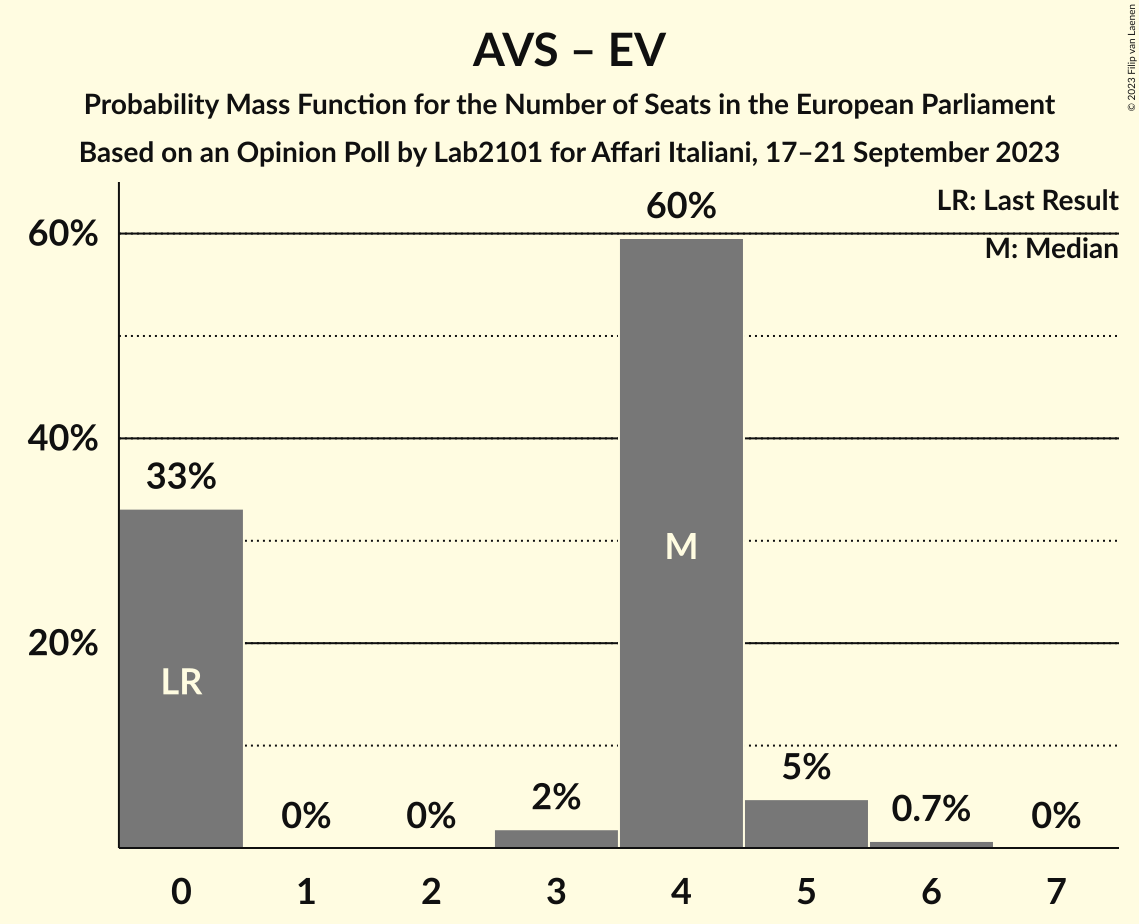 AVS – EV
Probability Mass Function for the Number of Seats in the European Parliament
Based on an Opinion Poll by Lab2101 for Affari Italiani, 17–21 September 2023
© 2023 Filip van Laenen
LR: Last Result
M: Median
60%
40%
20%
33%
0%
0%
2%
60%
5%
0.7%
0%
LR
M
0 1 2 3 4 5 6 7